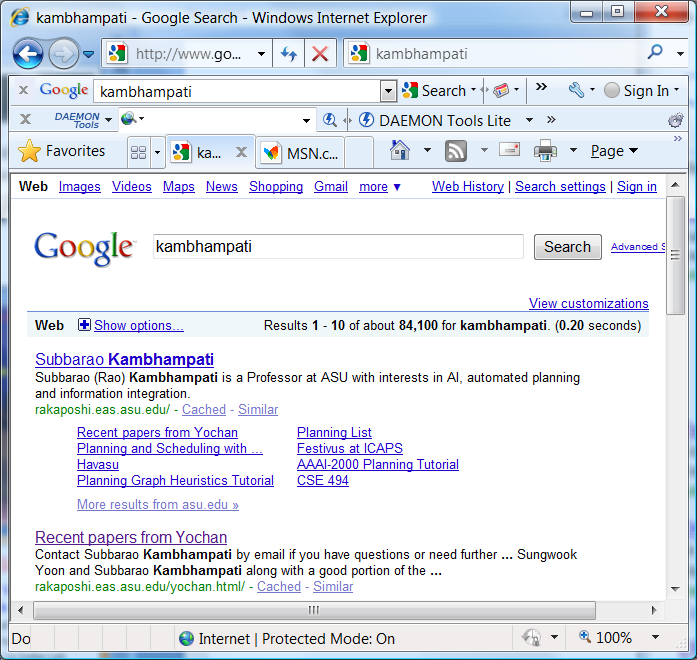 kambhampati - Google Search - Windows Internet Explorer
http://www.go... kambhampati
Google kambhampati Search Sign In
DAEMON Tools DAEMON Tools Lite
Favorites ka... MSN.c... Page
Web Images Videos Maps News Shopping Gmail more ▼ Web History | Search settings | Sign in
Google kambhampati Search Advanced S
View customizations
Web Show options... Results 1 - 10 of about 84,100 for kambhampati. (0.20 seconds)
Subbarao Kambhampati
Subbarao (Rao) Kambhampati is a Professor at ASU with interests in AI, automated planning
and information integration.
rakaposhi.eas.asu.edu/ - Cached - Similar
Recent papers from Yochan Planning List
Planning and Scheduling with ... Festivus at ICAPS
Havasu AAAI-2000 Planning Tutorial
Planning Graph Heuristics Tutorial CSE 494
More results from asu.edu »
Recent papers from Yochan
Contact Subbarao Kambhampati by email if you have questions or need further ... Sungwook
Yoon and Subbarao Kambhampati along with a good portion of the ...
rakaposhi.eas.asu.edu/yochan.html/ - Cached - Similar
Do Internet | Protected Mode: On 100%